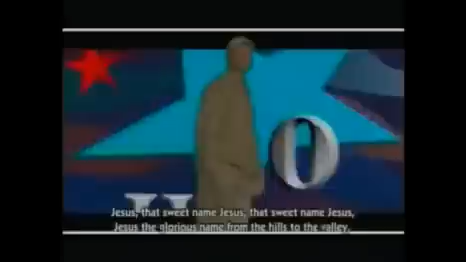 O
Jesus, that sweet name Jesus, that sweet name Jesus,
Jesus the glorious name from the hills to the valley.